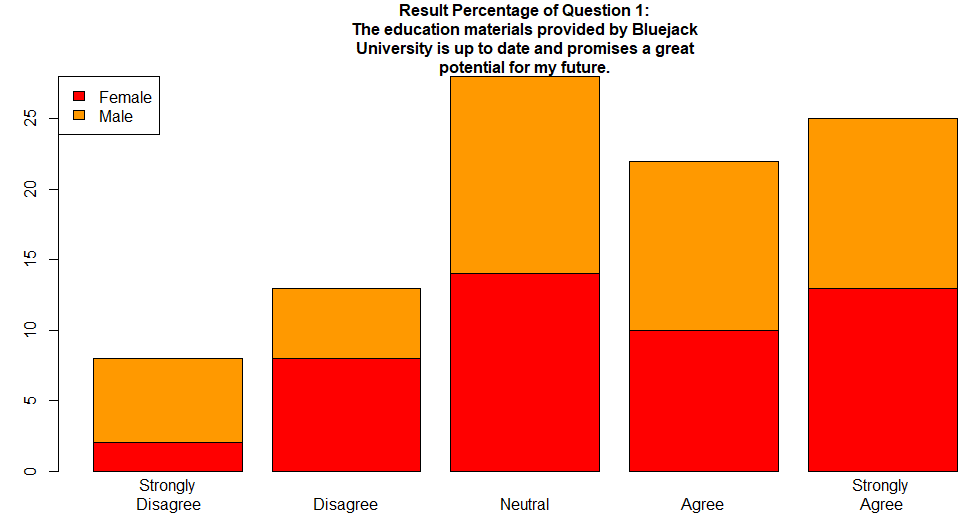 Result Percentage of Question 1:
The education materials provided by Bluejack
University is up to date and promises a great
potential for my future.
Female
Male
25
20
15
10
5
0
Strongly
Disagree
Disagree
Neutral
Agree
Strongly
Agree